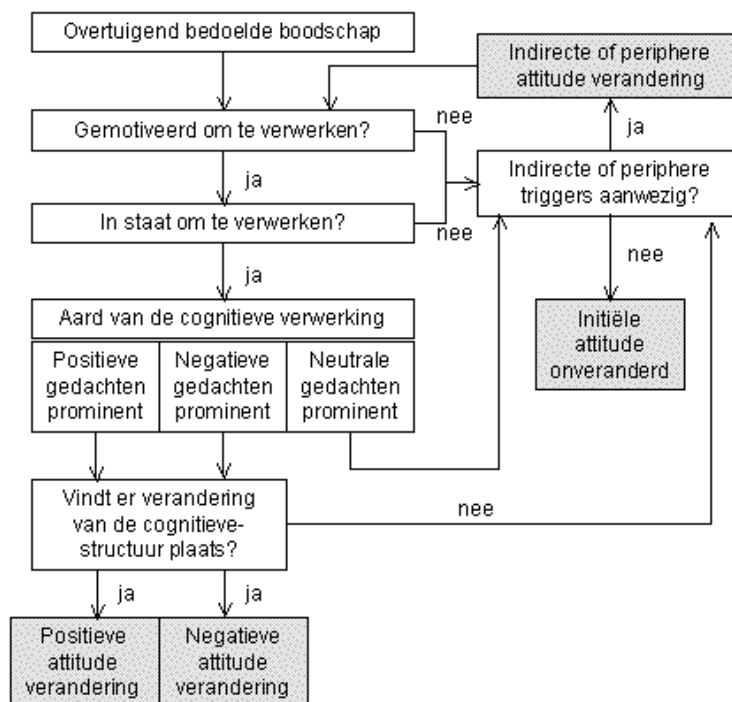 Overtuigend bedoelde boodschap
Indirecte of periphere
attitude verandering
Gemotiveerd om te verwerken?
nee
ja
ja
Indirecte of periphere
triggers aanwezig?
In staat om te verwerken?
nee
ja
nee
Aard van de cognitieve verwerking
Positieve
gedachten
prominent
Negatieve
gedachten
prominent
Neutrale
gedachten
prominent
Initiële
attitude
onveranderd
Vindt er verandering
van de cognitieve-
structuur plaats?
nee
ja
ja
Positieve
attitude
verandering
Negatieve
attitude
verandering